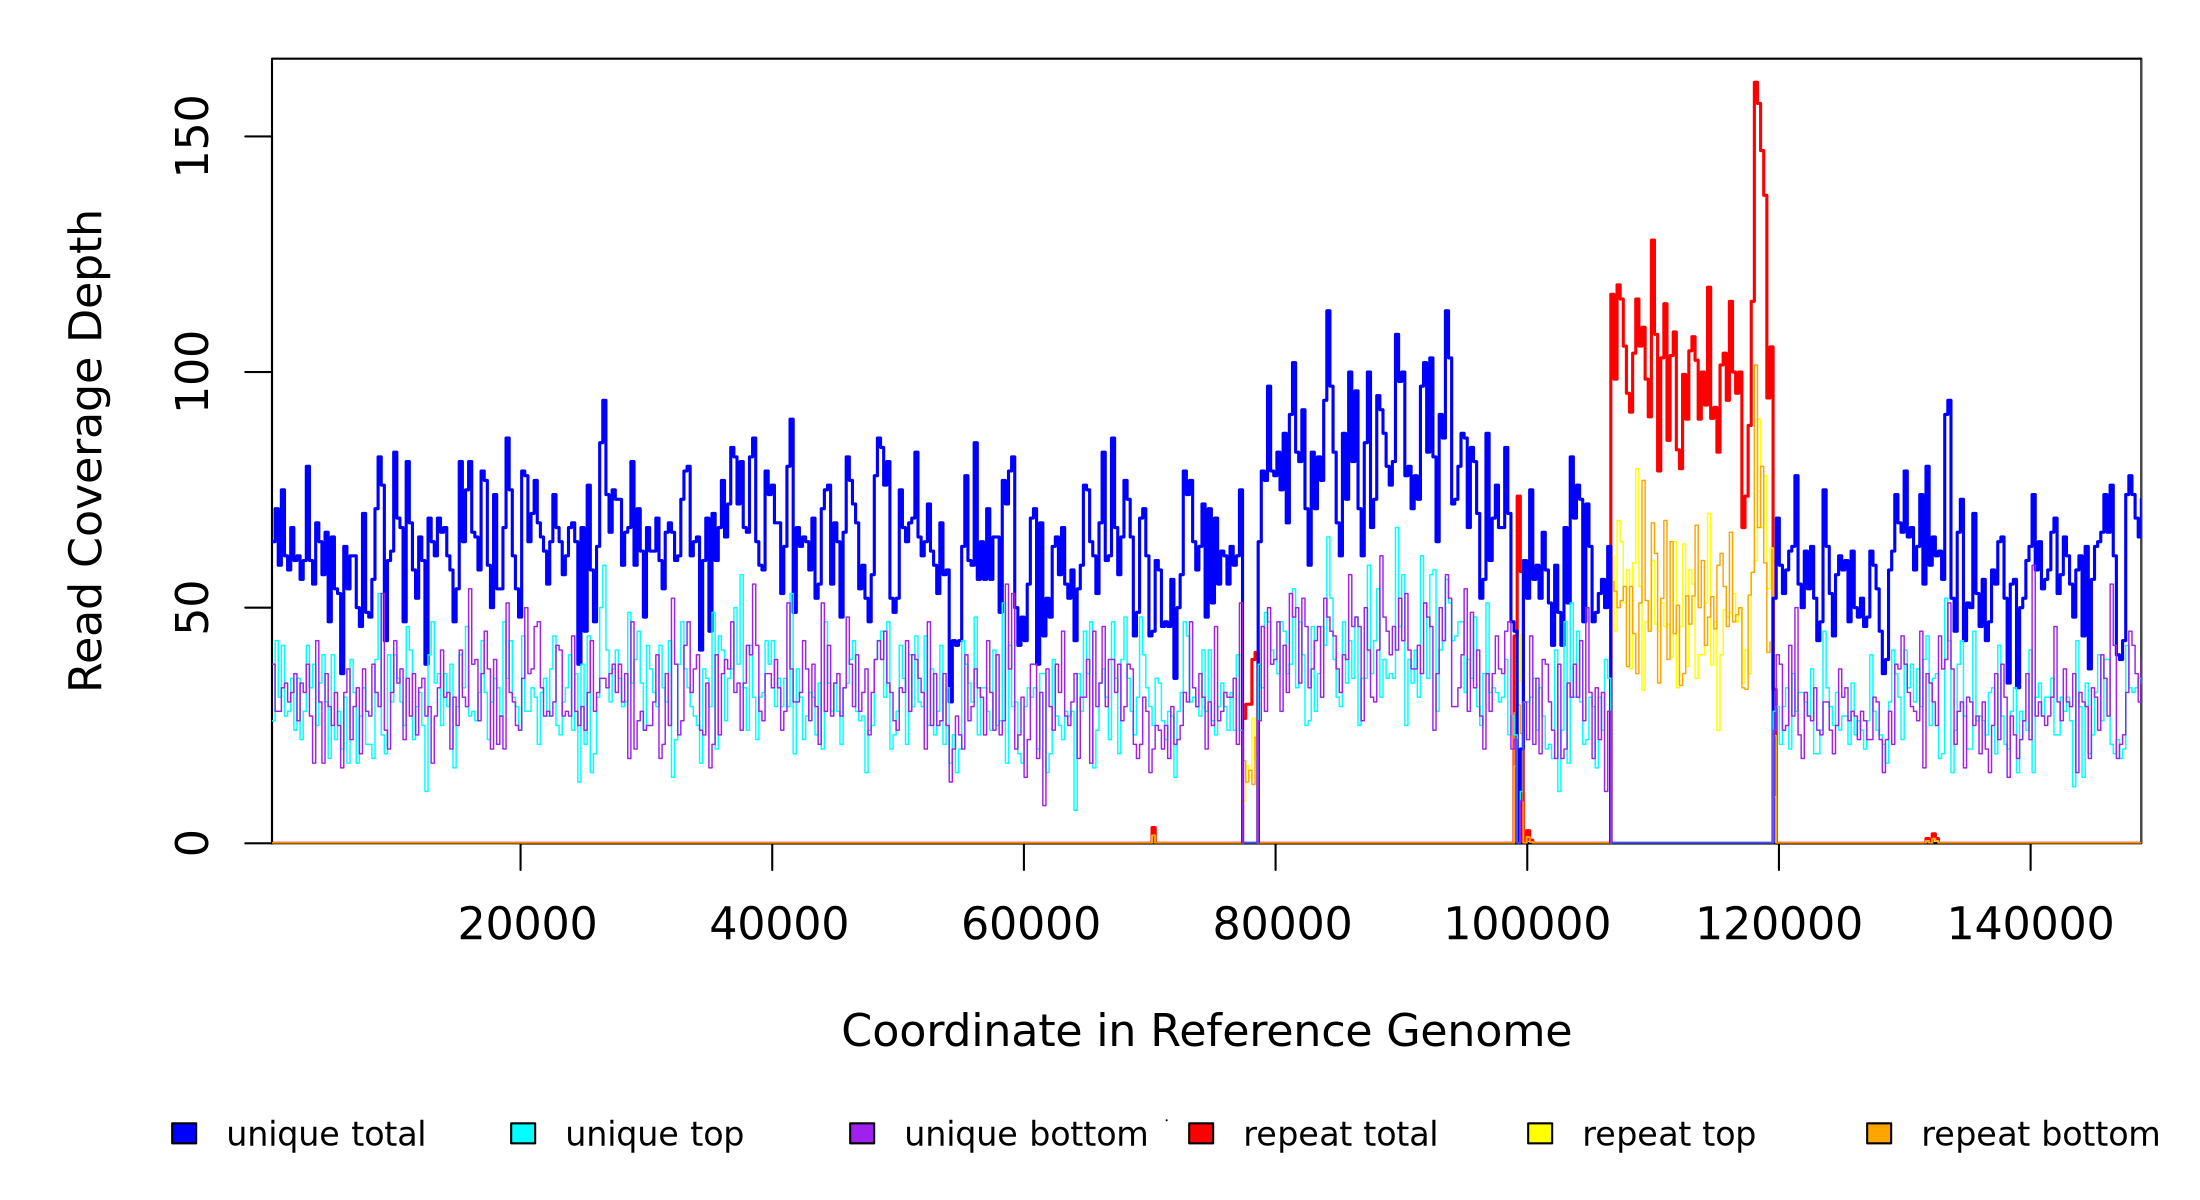 Read Coverage Depth
150
100
50
0
20000 40000 60000 80000 100000 120000 140000
Coordinate in Reference Genome
unique total unique top unique bottom repeat total repeat top repeat bottom